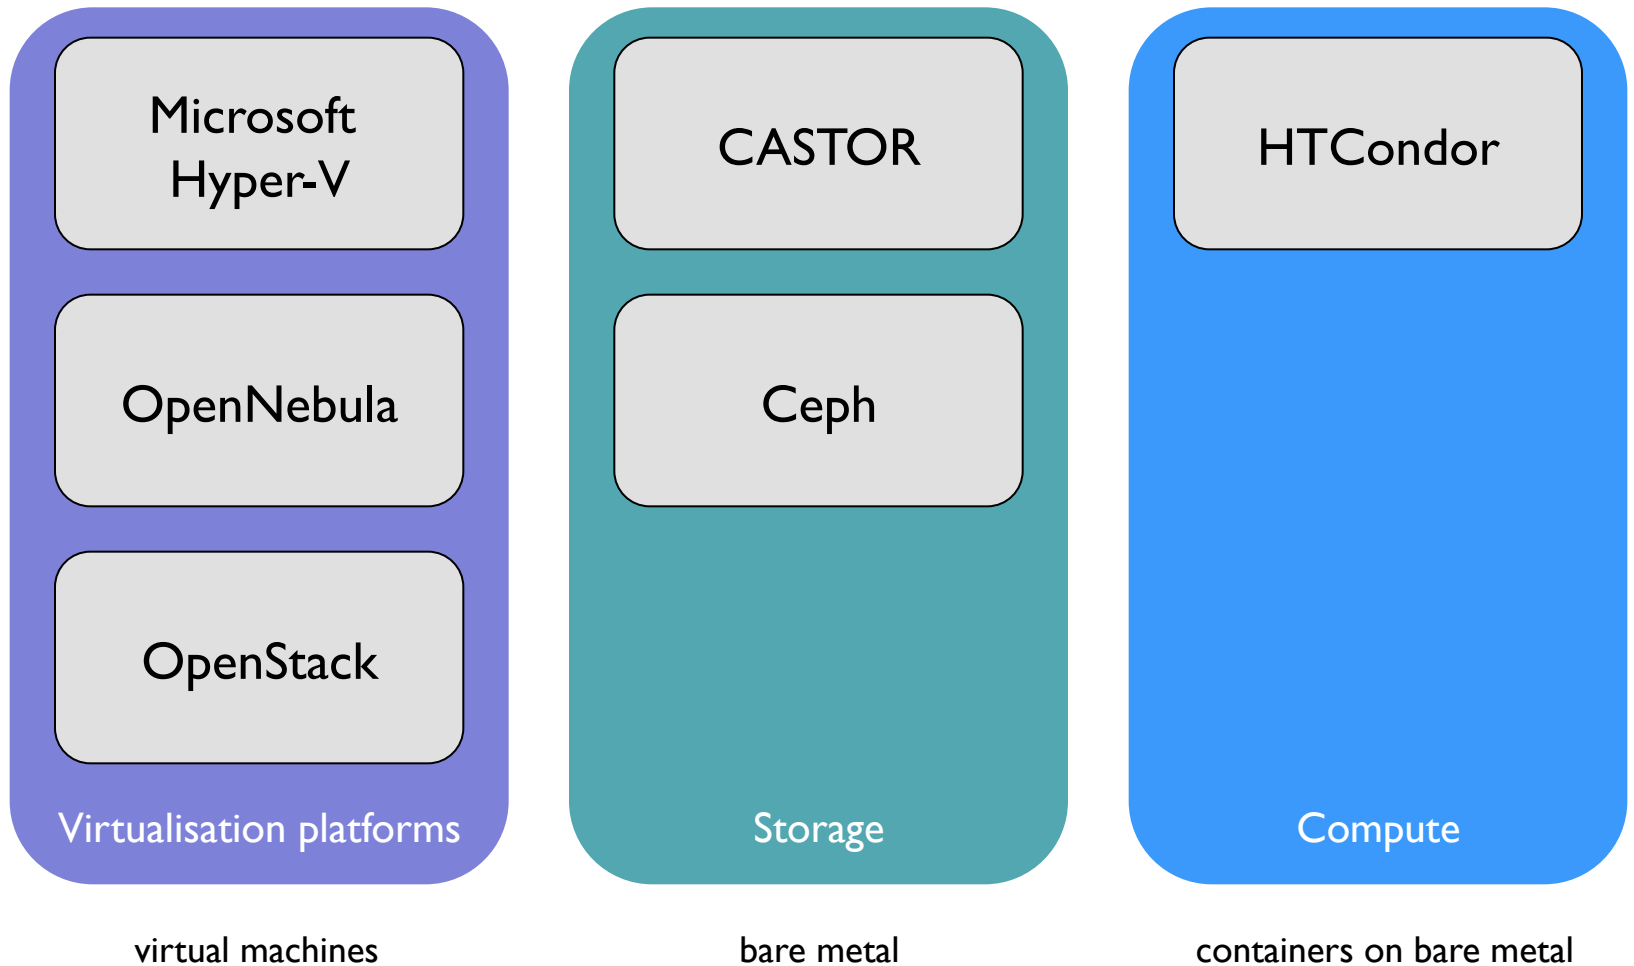 Microsoft
Hyper-V
OpenNebula
OpenStack
Virtualisation platforms
virtual machines
CASTOR
Ceph
Storage
bare metal
HTCondor
Compute
containers on bare metal